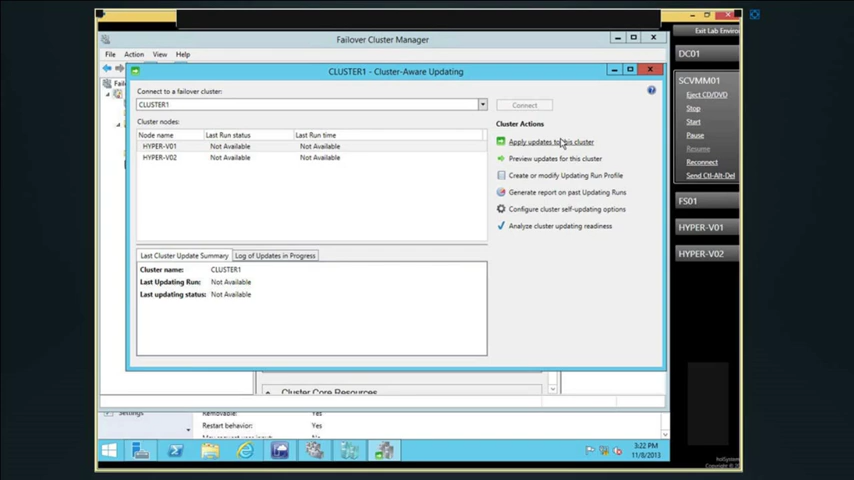 Exit Lab Enviro
Failover Cluster Manager
File Action View Help
DC01
CLUSTER1 - Cluster-Aware Updating
SCVMM01
Eject CD/DVD
Stop
Start
Pause
Resume
Reconnect
Send Ctl-Alt-Del
FS01
HYPER-V01
HYPER-V02
Connect to a failover cluster:
CLUSTER1
Connect
Cluster nodes:
Node name Last Run status Last Run time
HYPER-V01 Not Available Not Available
HYPER-V02 Not Available Not Available
Cluster Actions
Apply updates to this cluster
Preview updates for this cluster
Create or modify Updating Run Profile
Generate report on past Updating Runs
Configure cluster self-updating options
Analyze cluster updating readiness
Last Cluster Update Summary Log of Updates in Progress
Cluster name: CLUSTER1
Last Updating Run: Not Available
Last updating status: Not Available
Cluster Core Resources
Settings
Removable: Yes
Restart behavior: Yes
3:22 PM
11/8/2013